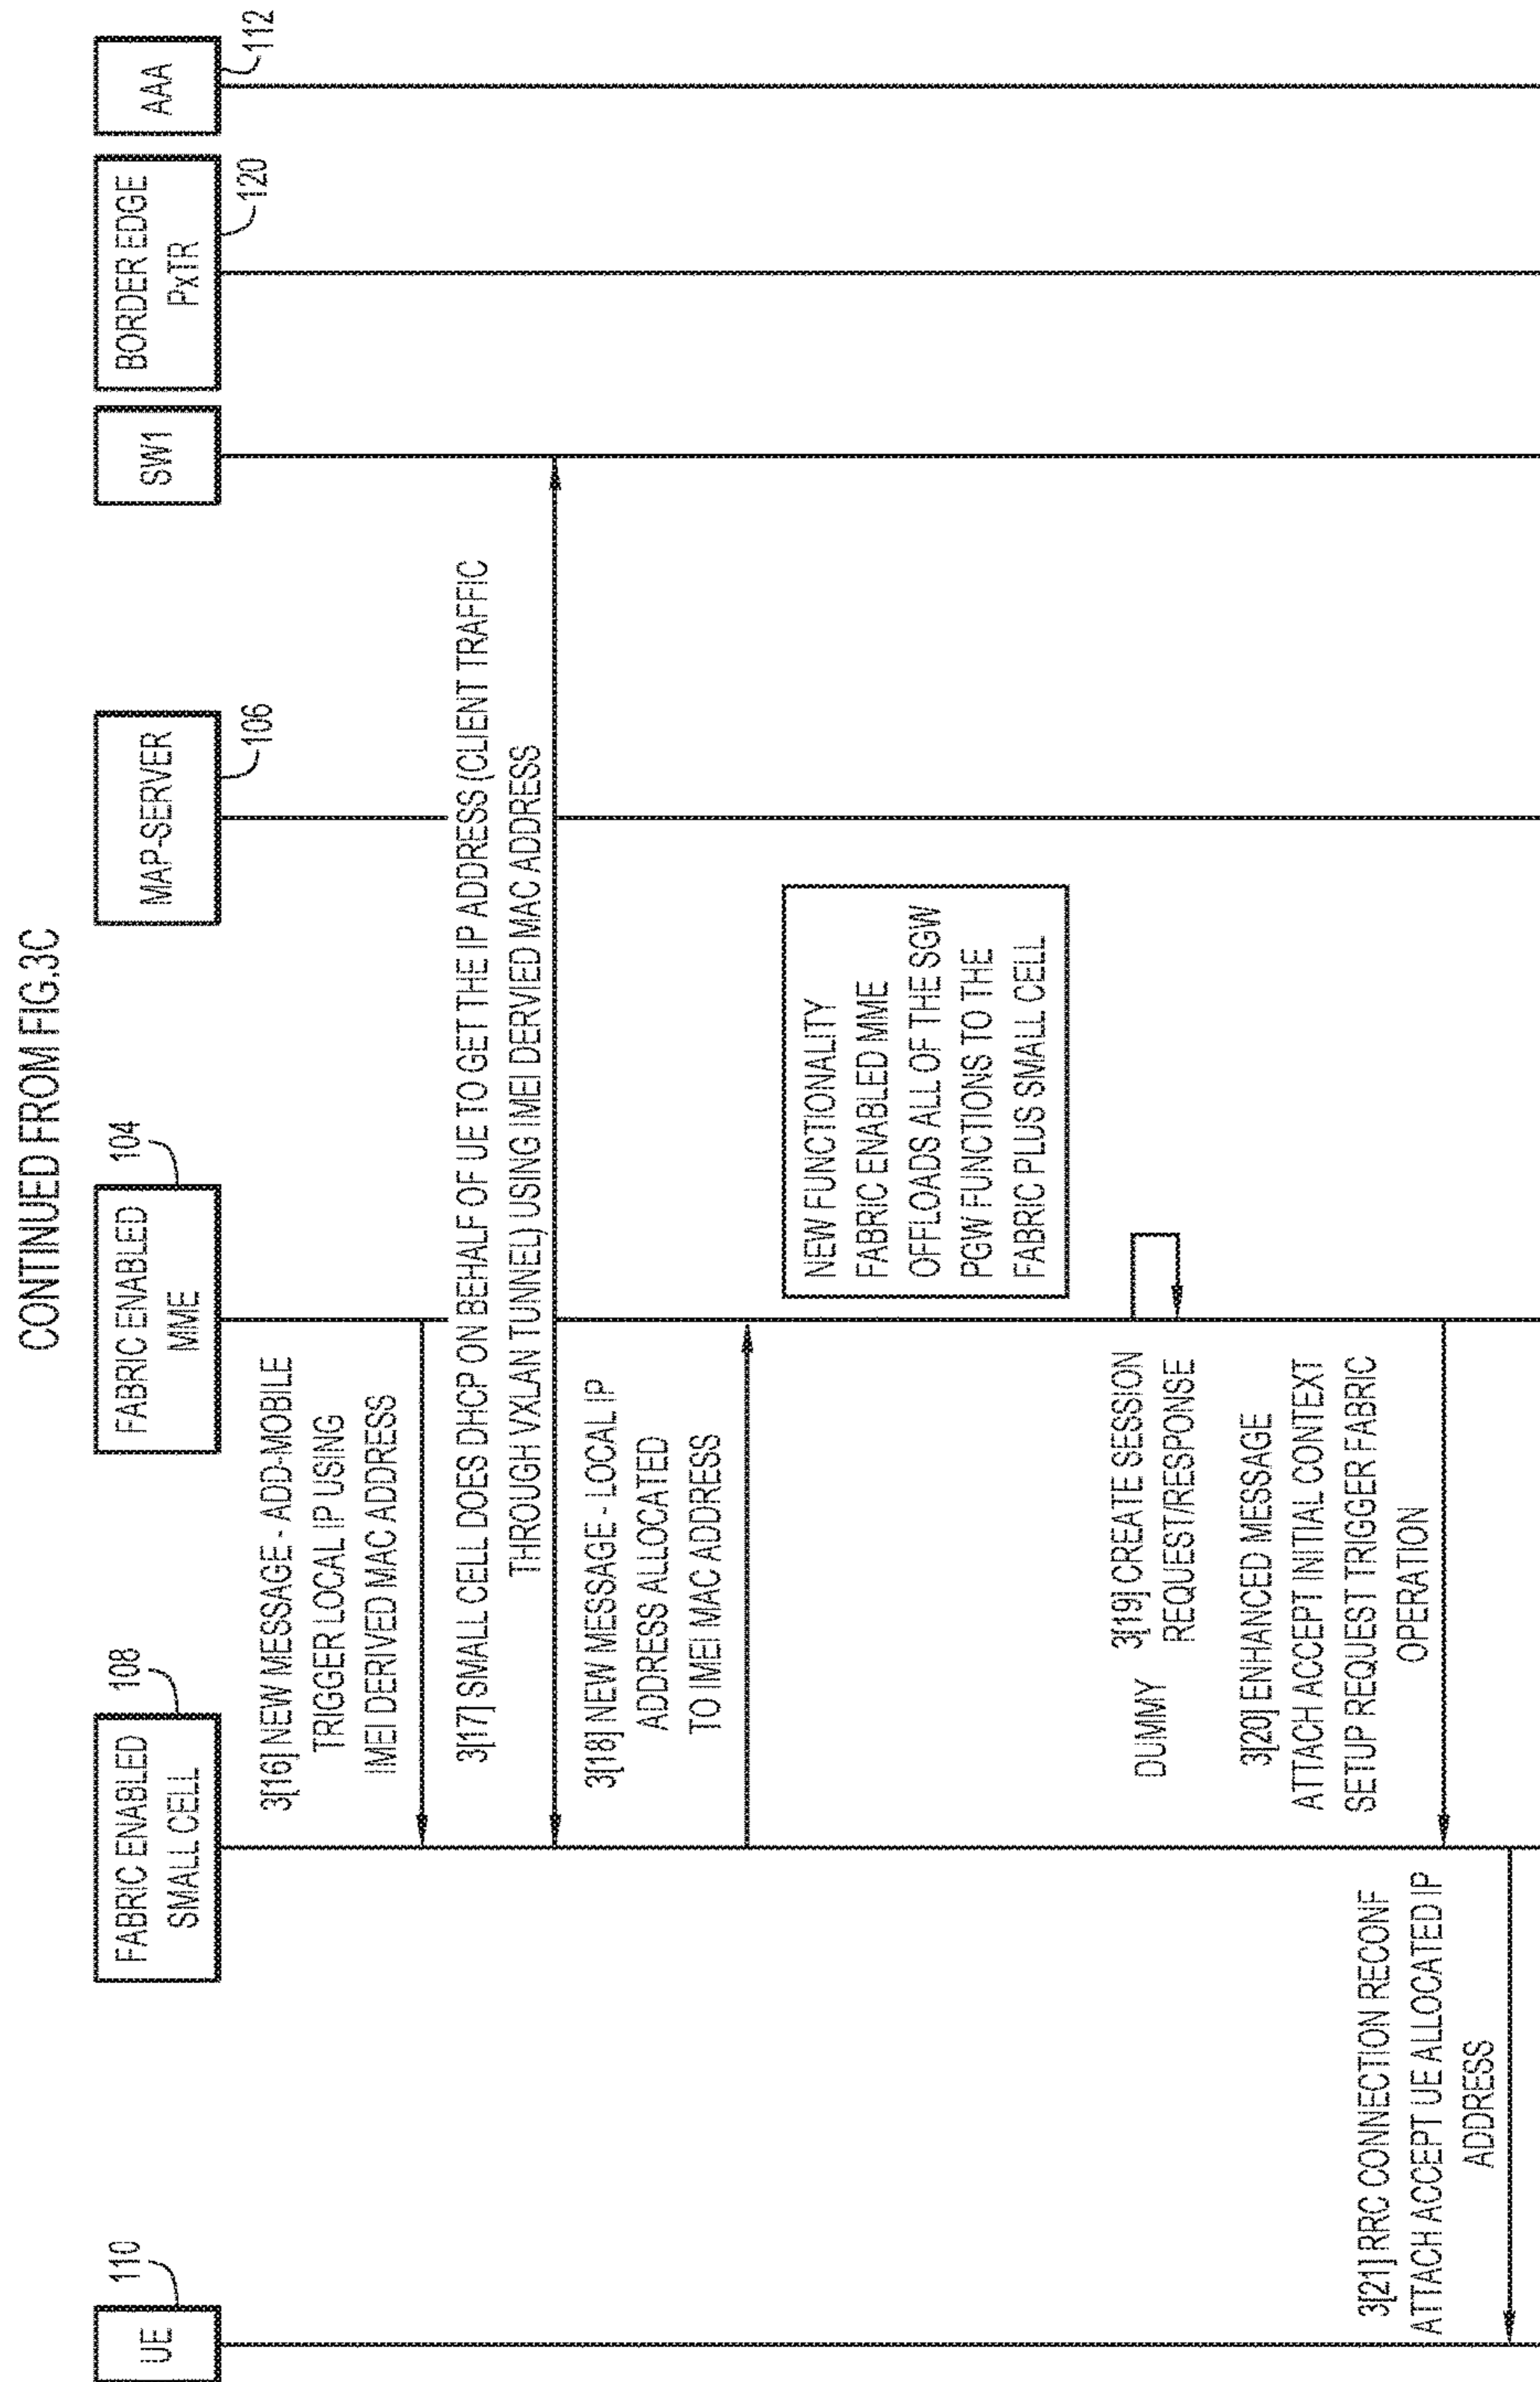 CONTINUED FROM FIG.3C
UE
110
FABRIC ENABLED
SMALL CELL
108
FABRIC ENABLED
MME
104
MAP-SERVER
106
SW1
BORDER EDGE
PxTR
120
AAA
112
3[16] NEW MESSAGE - ADD-MOBILE
TRIGGER LOCAL IP USING
IMEI DERIVED MAC ADDRESS
3[17] SMALL CELL DOES DHCP ON BEHALF OF UE TO GET THE IP ADDRESS (CLIENT TRAFFIC
THROUGH VXLAN TUNNEL) USING IMEI DERVIED MAC ADDRESS
3[18] NEW MESSAGE - LOCAL IP
ADDRESS ALLOCATED
TO IMEI MAC ADDRESS
NEW FUNCTIONALITY
FABRIC ENABLED MME
OFFLOADS ALL OF THE SGW
PGW FUNCTIONS TO THE
FABRIC PLUS SMALL CELL
DUMMY
3[19] CREATE SESSION
REQUEST/RESPONSE
3[20] ENHANCED MESSAGE
ATTACH ACCEPT INITIAL CONTEXT
SETUP REQUEST TRIGGER FABRIC
OPERATION
3[21] RRC CONNECTION RECONF
ATTACH ACCEPT UE ALLOCATED IP
ADDRESS